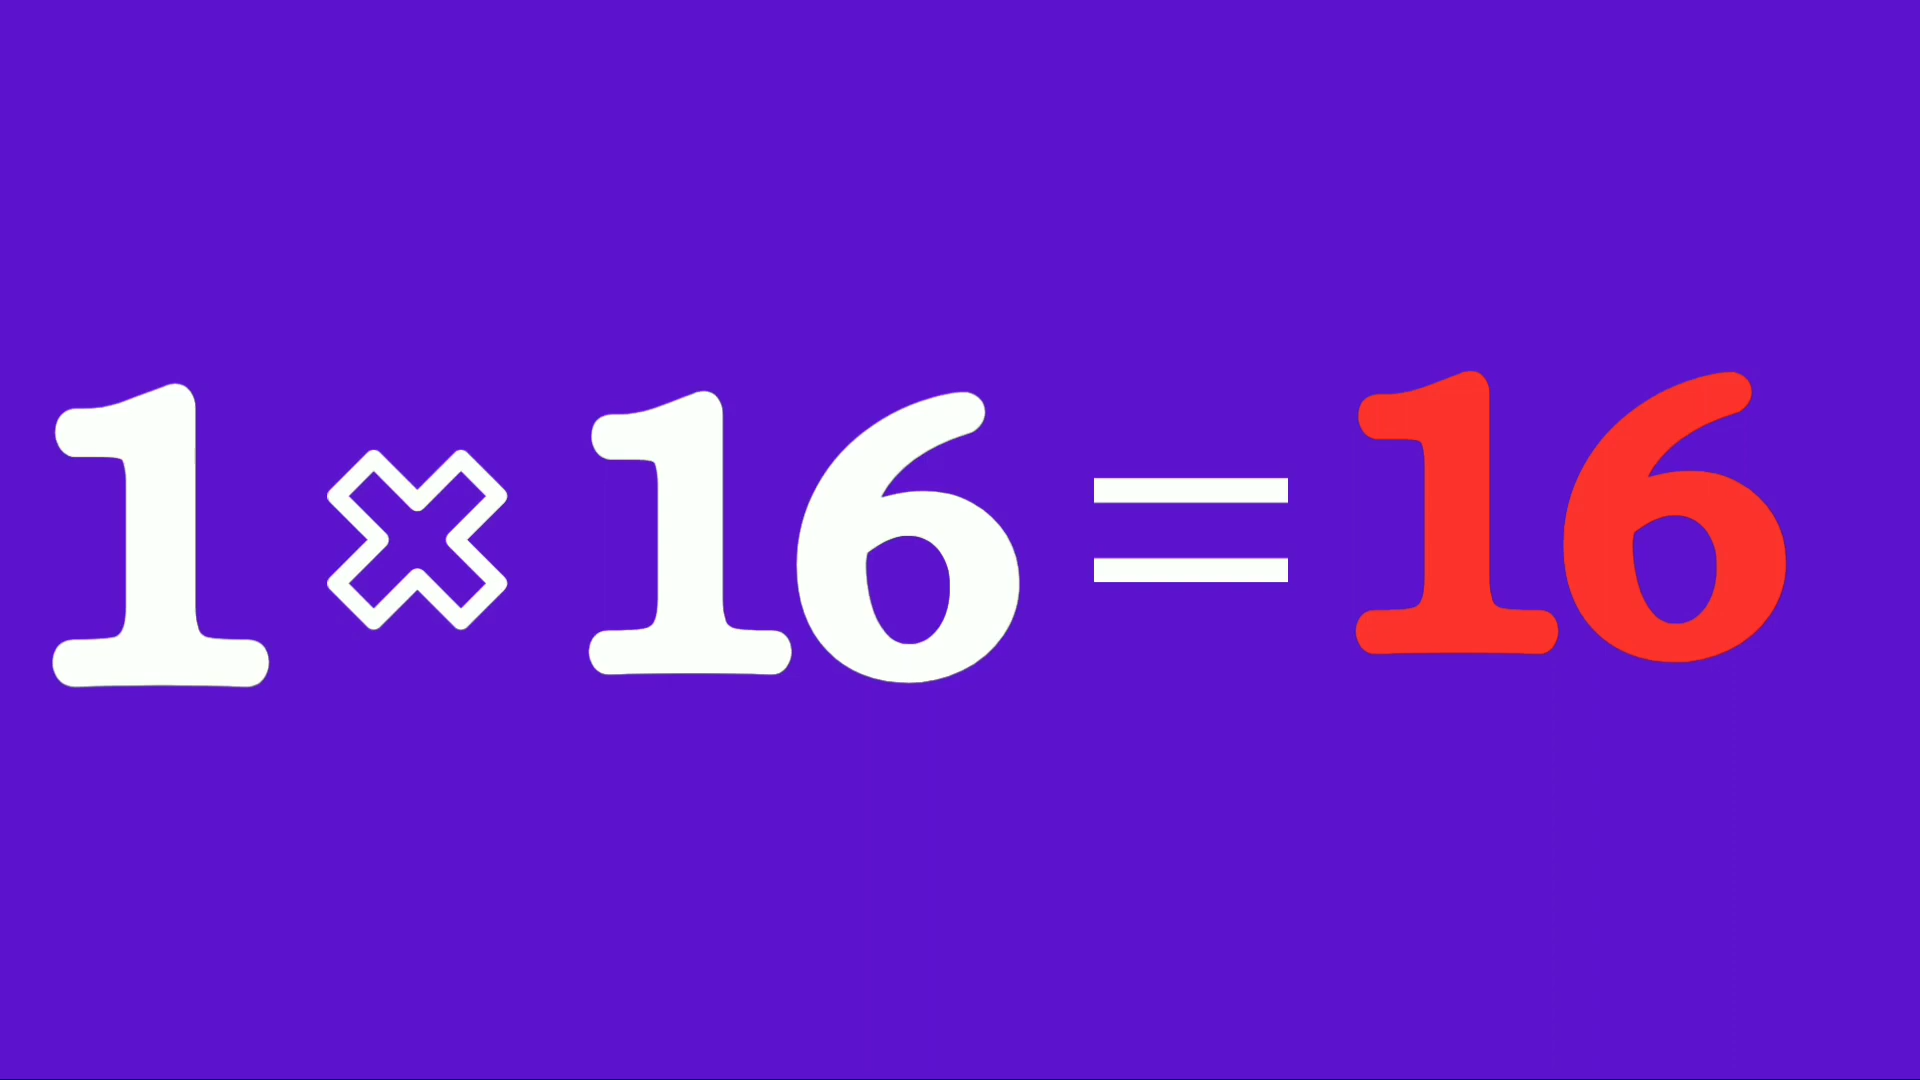 1 × 16 = 16